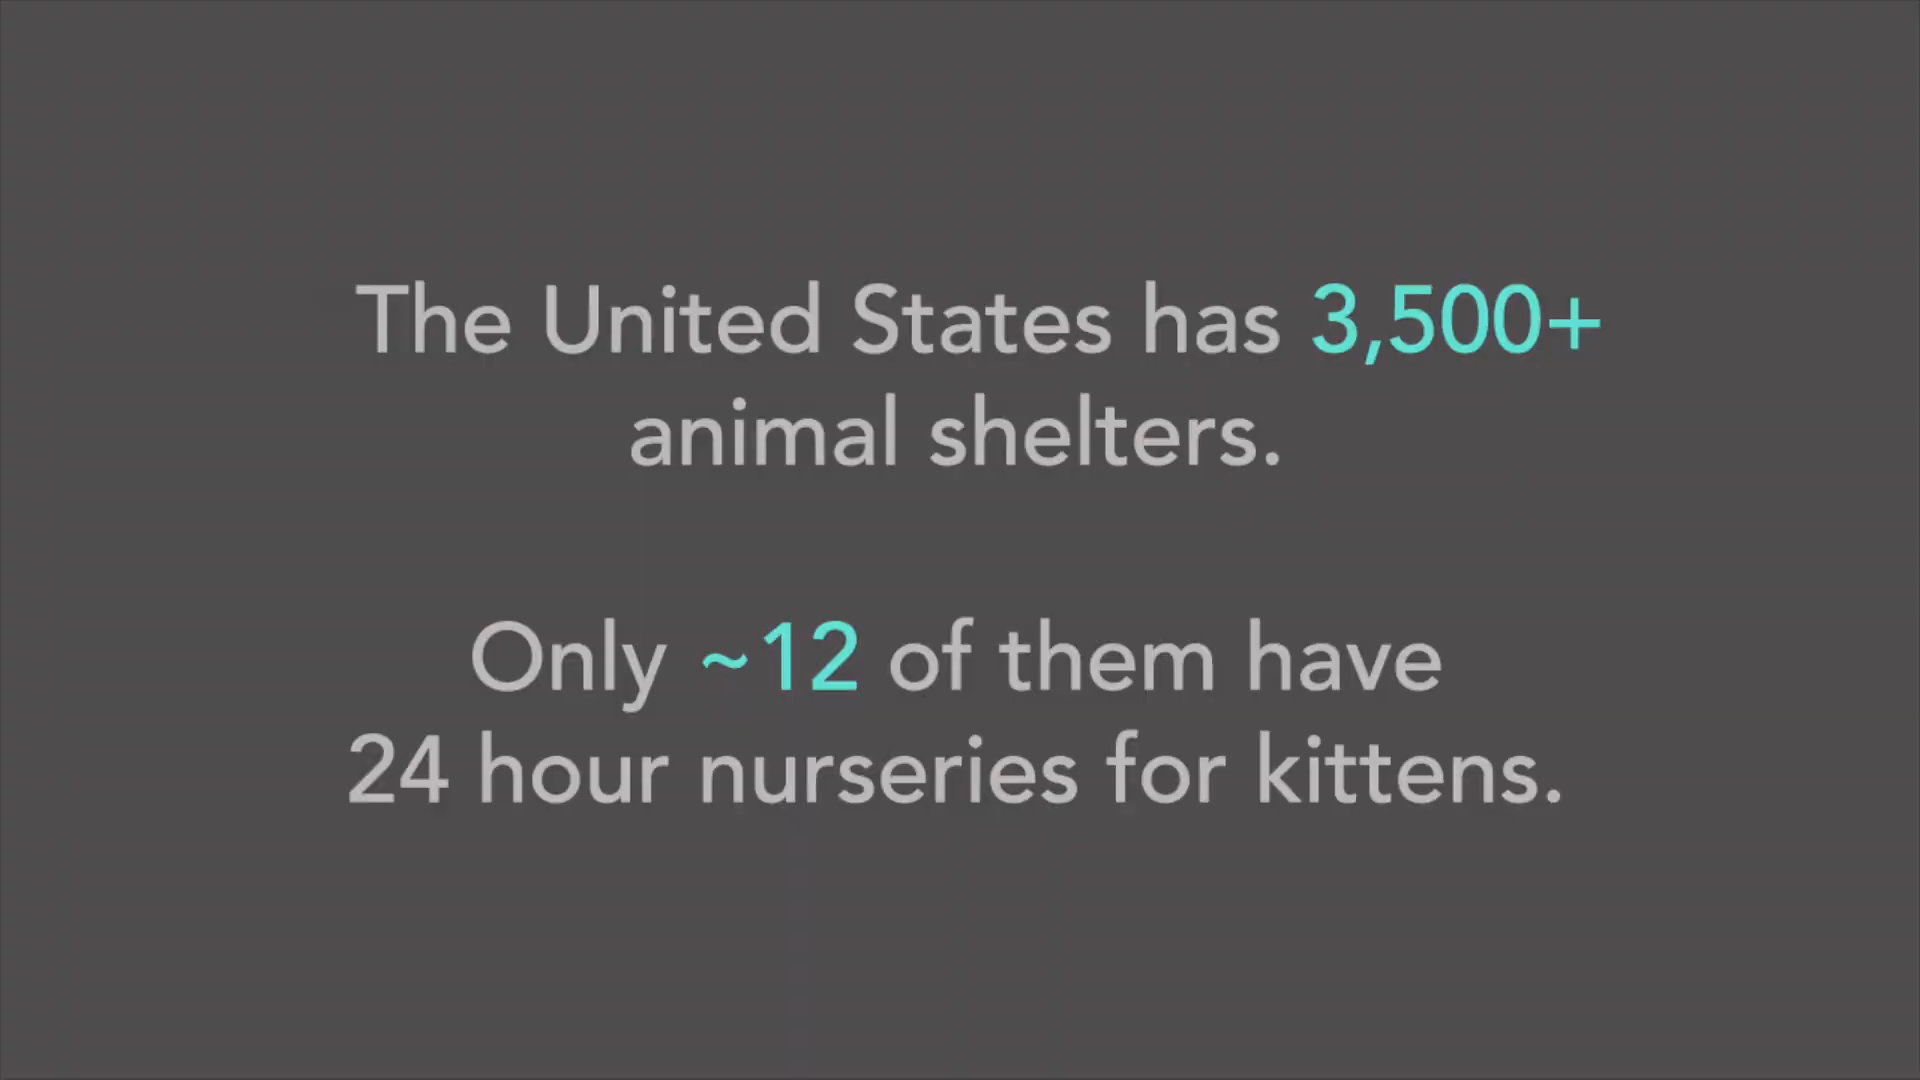 The United States has 3,500+
animal shelters.
Only ~12 of them have
24 hour nurseries for kittens.